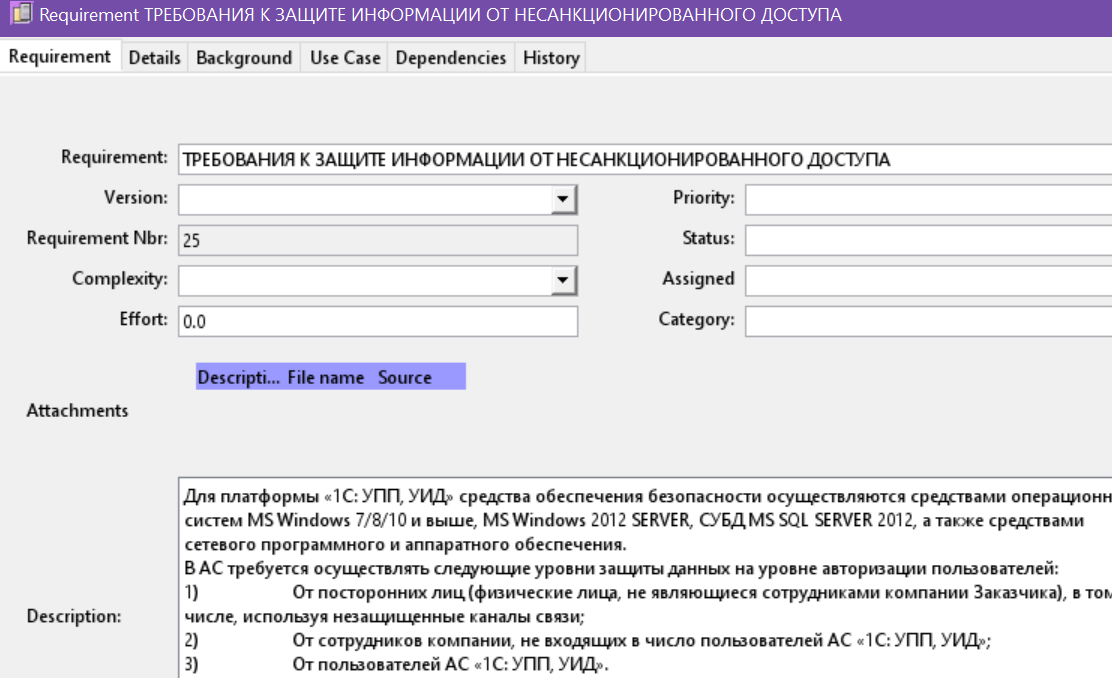 Requirement ТРЕБОВАНИЯ К ЗАЩИТЕ ИНФОРМАЦИИ ОТ НЕСАНКЦИОНИРОВАННОГО ДОСТУПА
Requirement Details Background Use Case Dependencies History
Requirement: ТРЕБОВАНИЯ К ЗАЩИТЕ ИНФОРМАЦИИ ОТ НЕСАНКЦИОНИРОВАННОГО ДОСТУПА
Version: Priority:
Requirement Nbr: 25 Status:
Complexity: Assigned
Effort: 0.0 Category:
Descripti... File name Source
Attachments
Для платформы «1С: УПП, УИД» средства обеспечения безопасности осуществляются средствами операционн
систем MS Windows 7/8/10 и выше, MS Windows 2012 SERVER, СУБД MS SQL SERVER 2012, а также средствами
сетевого программного и аппаратного обеспечения.
В АС требуется осуществлять следующие уровни защиты данных на уровне авторизации пользователей:
1) От посторонних лиц (физические лица, не являющиеся сотрудниками компании Заказчика), в том
Description: числе, используя незащищенные каналы связи;
2) От сотрудников компании, не входящих в число пользователей АС «1С: УПП, УИД»;
3) От пользователей АС «1С: УПП, УИД».